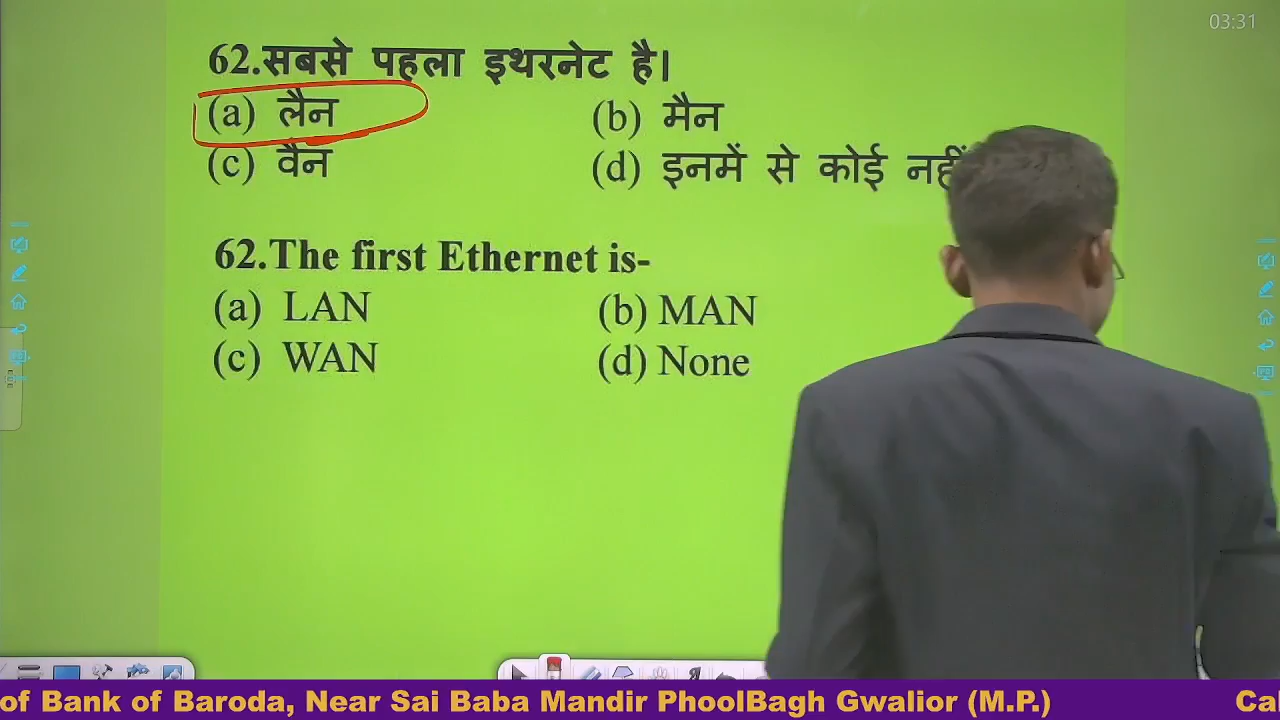 03:31
62.सबसे पहला इथरनेट है।
(a) लैन (b) मैन
(c) वैन (d) इनमें से कोई नहीं
62.The first Ethernet is-
(a) LAN (b) MAN
(c) WAN (d) None
of Bank of Baroda, Near Sai Baba Mandir PhoolBagh Gwalior (M.P.)